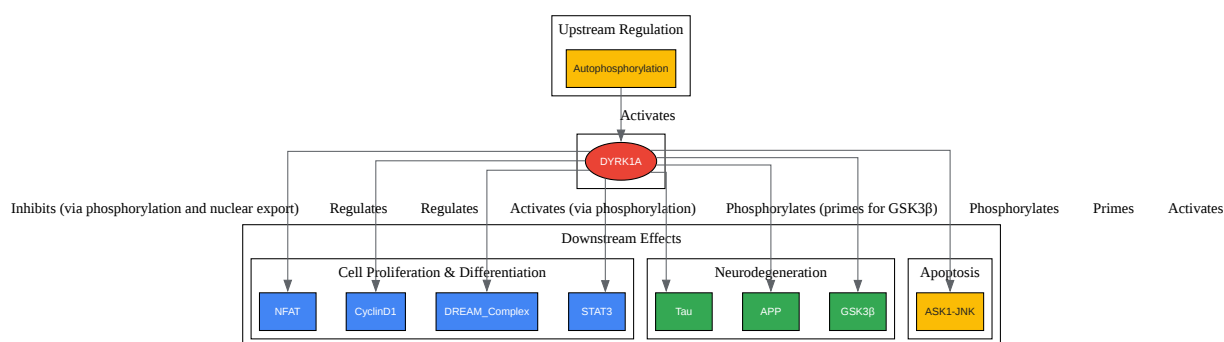 Upstream Regulation
Autophosphorylation
Activates
DYRK1A
Inhibits (via phosphorylation and nuclear export)
Regulates
Regulates
Activates (via phosphorylation)
Phosphorylates (primes for GSK3β)
Phosphorylates
Primes
Activates
Downstream Effects
Cell Proliferation & Differentiation
Neurodegeneration
Apoptosis
NFAT
CyclinD1
DREAM_Complex
STAT3
Tau
APP
GSK3β
ASK1-JNK